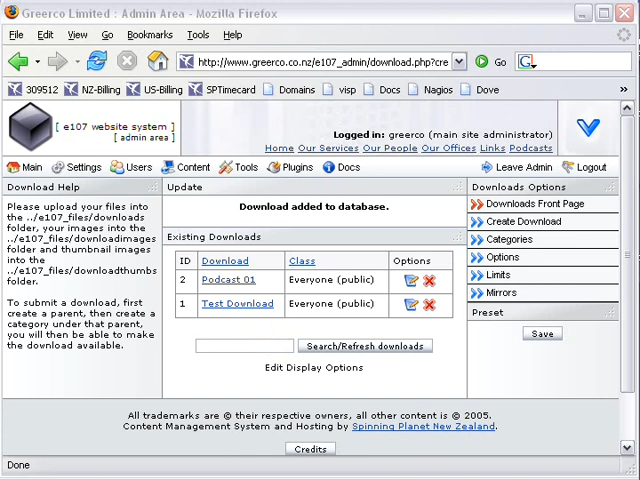 Greerco Limited : Admin Area - Mozilla Firefox
File Edit View Go Bookmarks Tools Help
http://www.greerco.co.nz/e107_admin/download.php?cre Go
309512 NZ-Billing US-Billing SPTimecard Domains visp Docs Nagios Dove »
[ e107 website system ]
[ admin area ]
Logged in: greerco (main site administrator)
Home Our Services Our People Our Offices Links Podcasts
Main Settings Users Content Tools Plugins Docs Leave Admin Logout
Download Help
Please upload your files into
the ../e107_files/downloads
folder, your images into the
../e107_files/downloadimages
folder and thumbnail images into
the
../e107_files/downloadthumbs
folder.
To submit a download, first
create a parent, then create a
category under that parent,
you will then be able to make
the download available.
Update
Download added to database.
Existing Downloads
ID Download Class Options
2 Podcast 01 Everyone (public)
1 Test Download Everyone (public)
Search/Refresh downloads
Edit Display Options
Downloads Options
Downloads Front Page
Create Download
Categories
Options
Limits
Mirrors
Preset
Save
All trademarks are © their respective owners, all other content is © 2005.
Content Management System and Hosting by Spinning Planet New Zealand.
Credits
Done